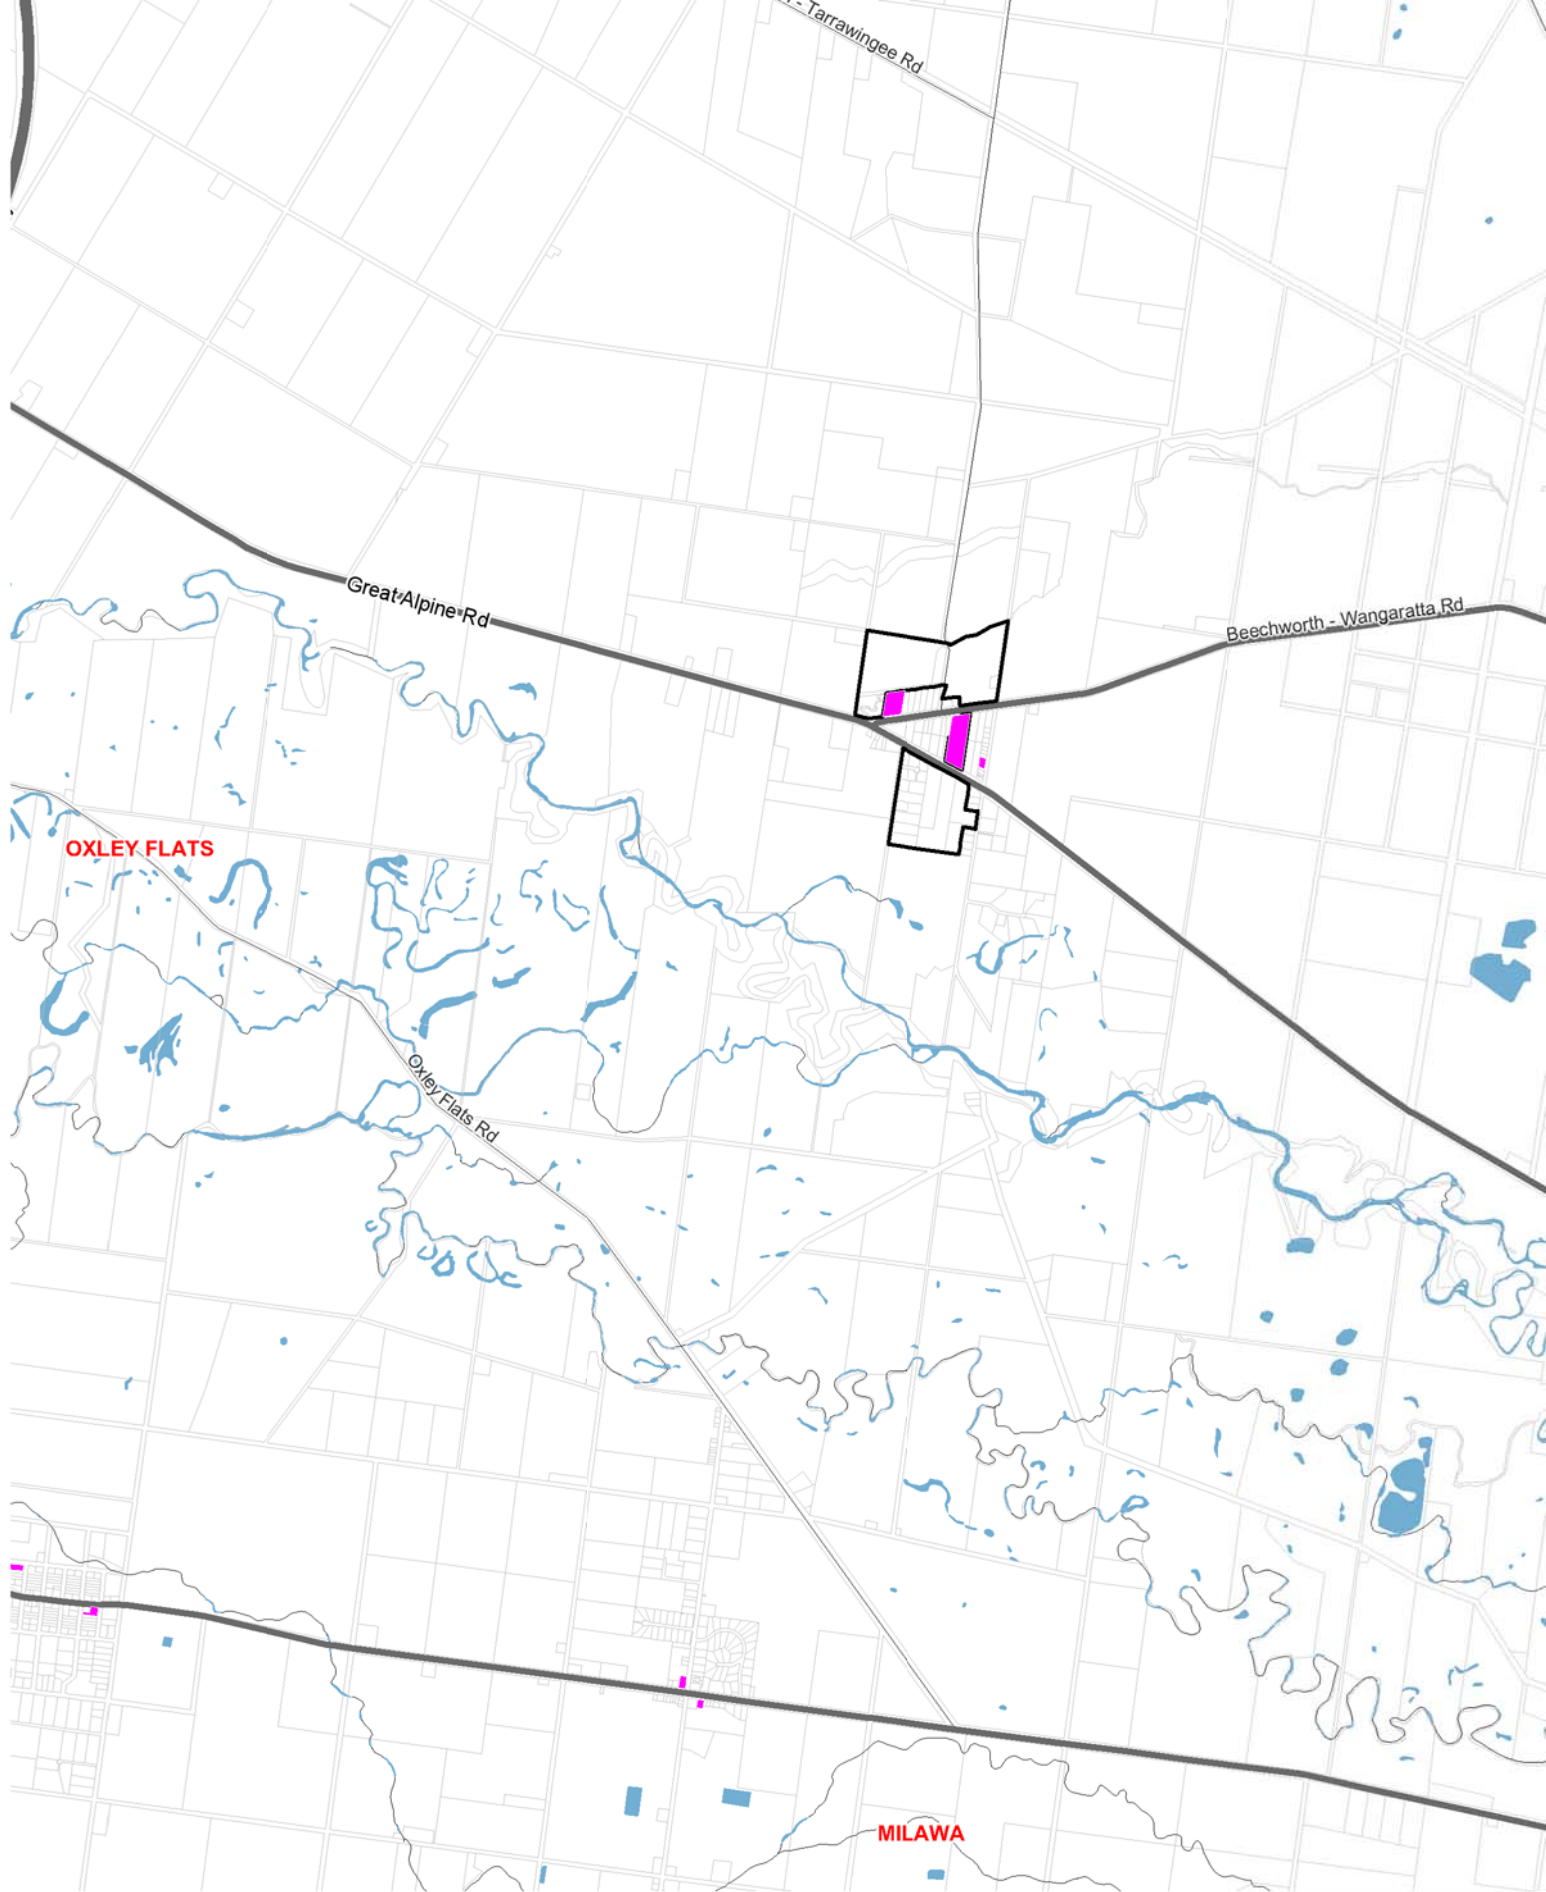 - Tarrawingee Rd
Great Alpine Rd
Beechworth - Wangaratta Rd
OXLEY FLATS
Oxley Flats Rd
MILAWA